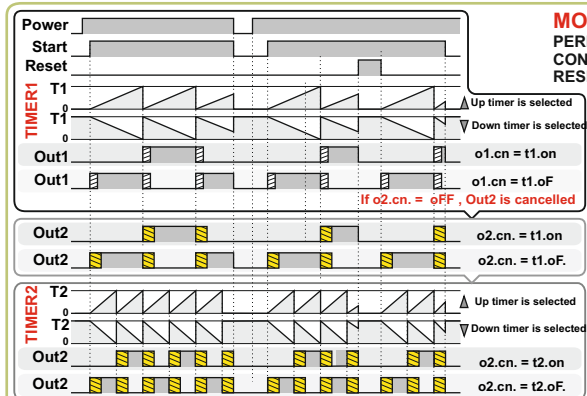 Power
Start
Reset
MO
PER
CON
RES
TIMER1
T1
0
Up timer is selected
T1
0
Down timer is selected
Out1
o1.cn = t1.on
Out1
o1.cn = t1.oF
If o2.cn. = oFF , Out2 is cancelled
Out2
o2.cn. = t1.on
Out2
o2.cn. = t1.oF.
TIMER2
T2
0
Up timer is selected
T2
0
Down timer is selected
Out2
o2.cn. = t2.on
Out2
o2.cn. = t2.oF.